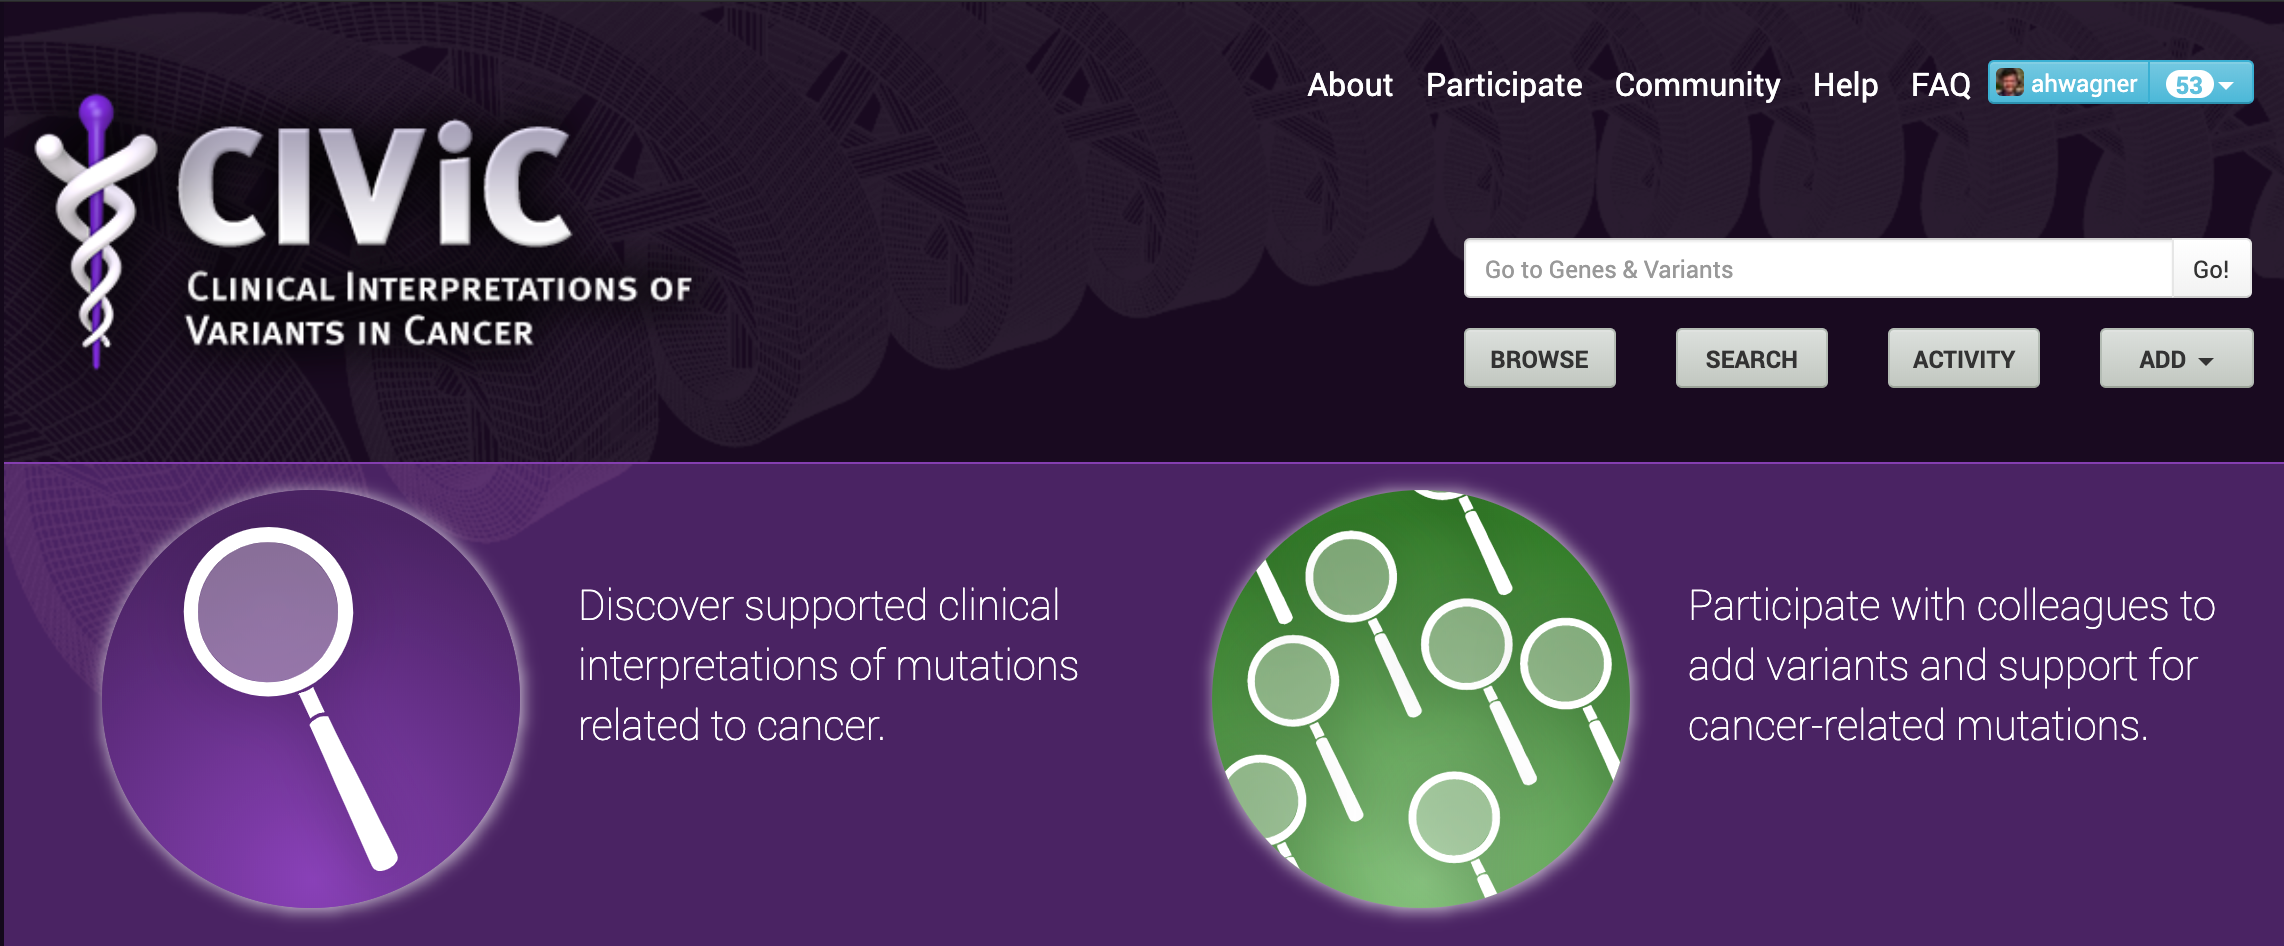 About Participate Community Help FAQ ahwagner 53
CIViC
CLINICAL INTERPRETATIONS OF
VARIANTS IN CANCER
Go to Genes & Variants Go!
BROWSE SEARCH ACTIVITY ADD
Discover supported clinical
interpretations of mutations
related to cancer.
Participate with colleagues to
add variants and support for
cancer-related mutations.